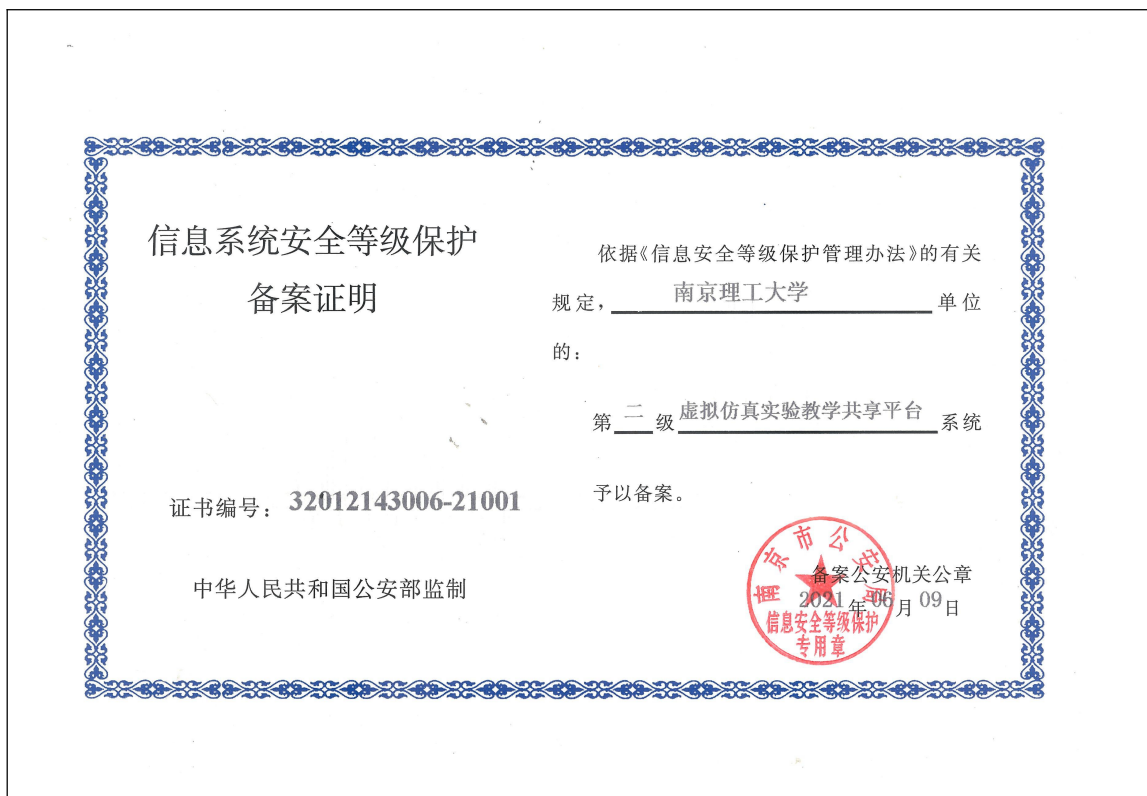 信息系统安全等级保护
备案证明
证书编号：32012143006-21001
中华人民共和国公安部监制
依据《信息安全等级保护管理办法》的有关
规定，南京理工大学单位
的：
第二级虚拟仿真实验教学共享平台系统
予以备案。
备案公安机关公章
2021年06月09日
南京市公安局
信息安全等级保护
专用章